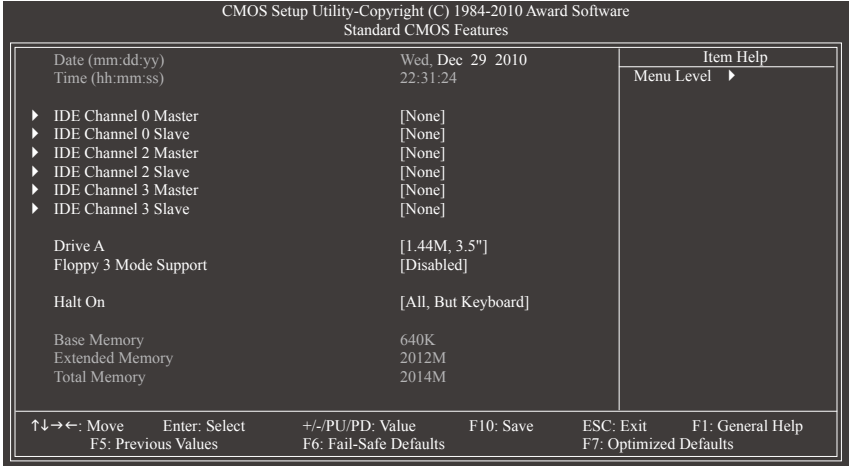 CMOS Setup Utility-Copyright (C) 1984-2010 Award Software
Standard CMOS Features
Date (mm:dd:yy) Wed, Dec 29 2010
Time (hh:mm:ss) 22:31:24
IDE Channel 0 Master [None]
IDE Channel 0 Slave [None]
IDE Channel 2 Master [None]
IDE Channel 2 Slave [None]
IDE Channel 3 Master [None]
IDE Channel 3 Slave [None]
Drive A [1.44M, 3.5"]
Floppy 3 Mode Support [Disabled]
Halt On [All, But Keyboard]
Base Memory 640K
Extended Memory 2012M
Total Memory 2014M
Item Help
Menu Level ▶
↑↓→←: Move Enter: Select +/-/PU/PD: Value F10: Save ESC: Exit F1: General Help
F5: Previous Values F6: Fail-Safe Defaults F7: Optimized Defaults